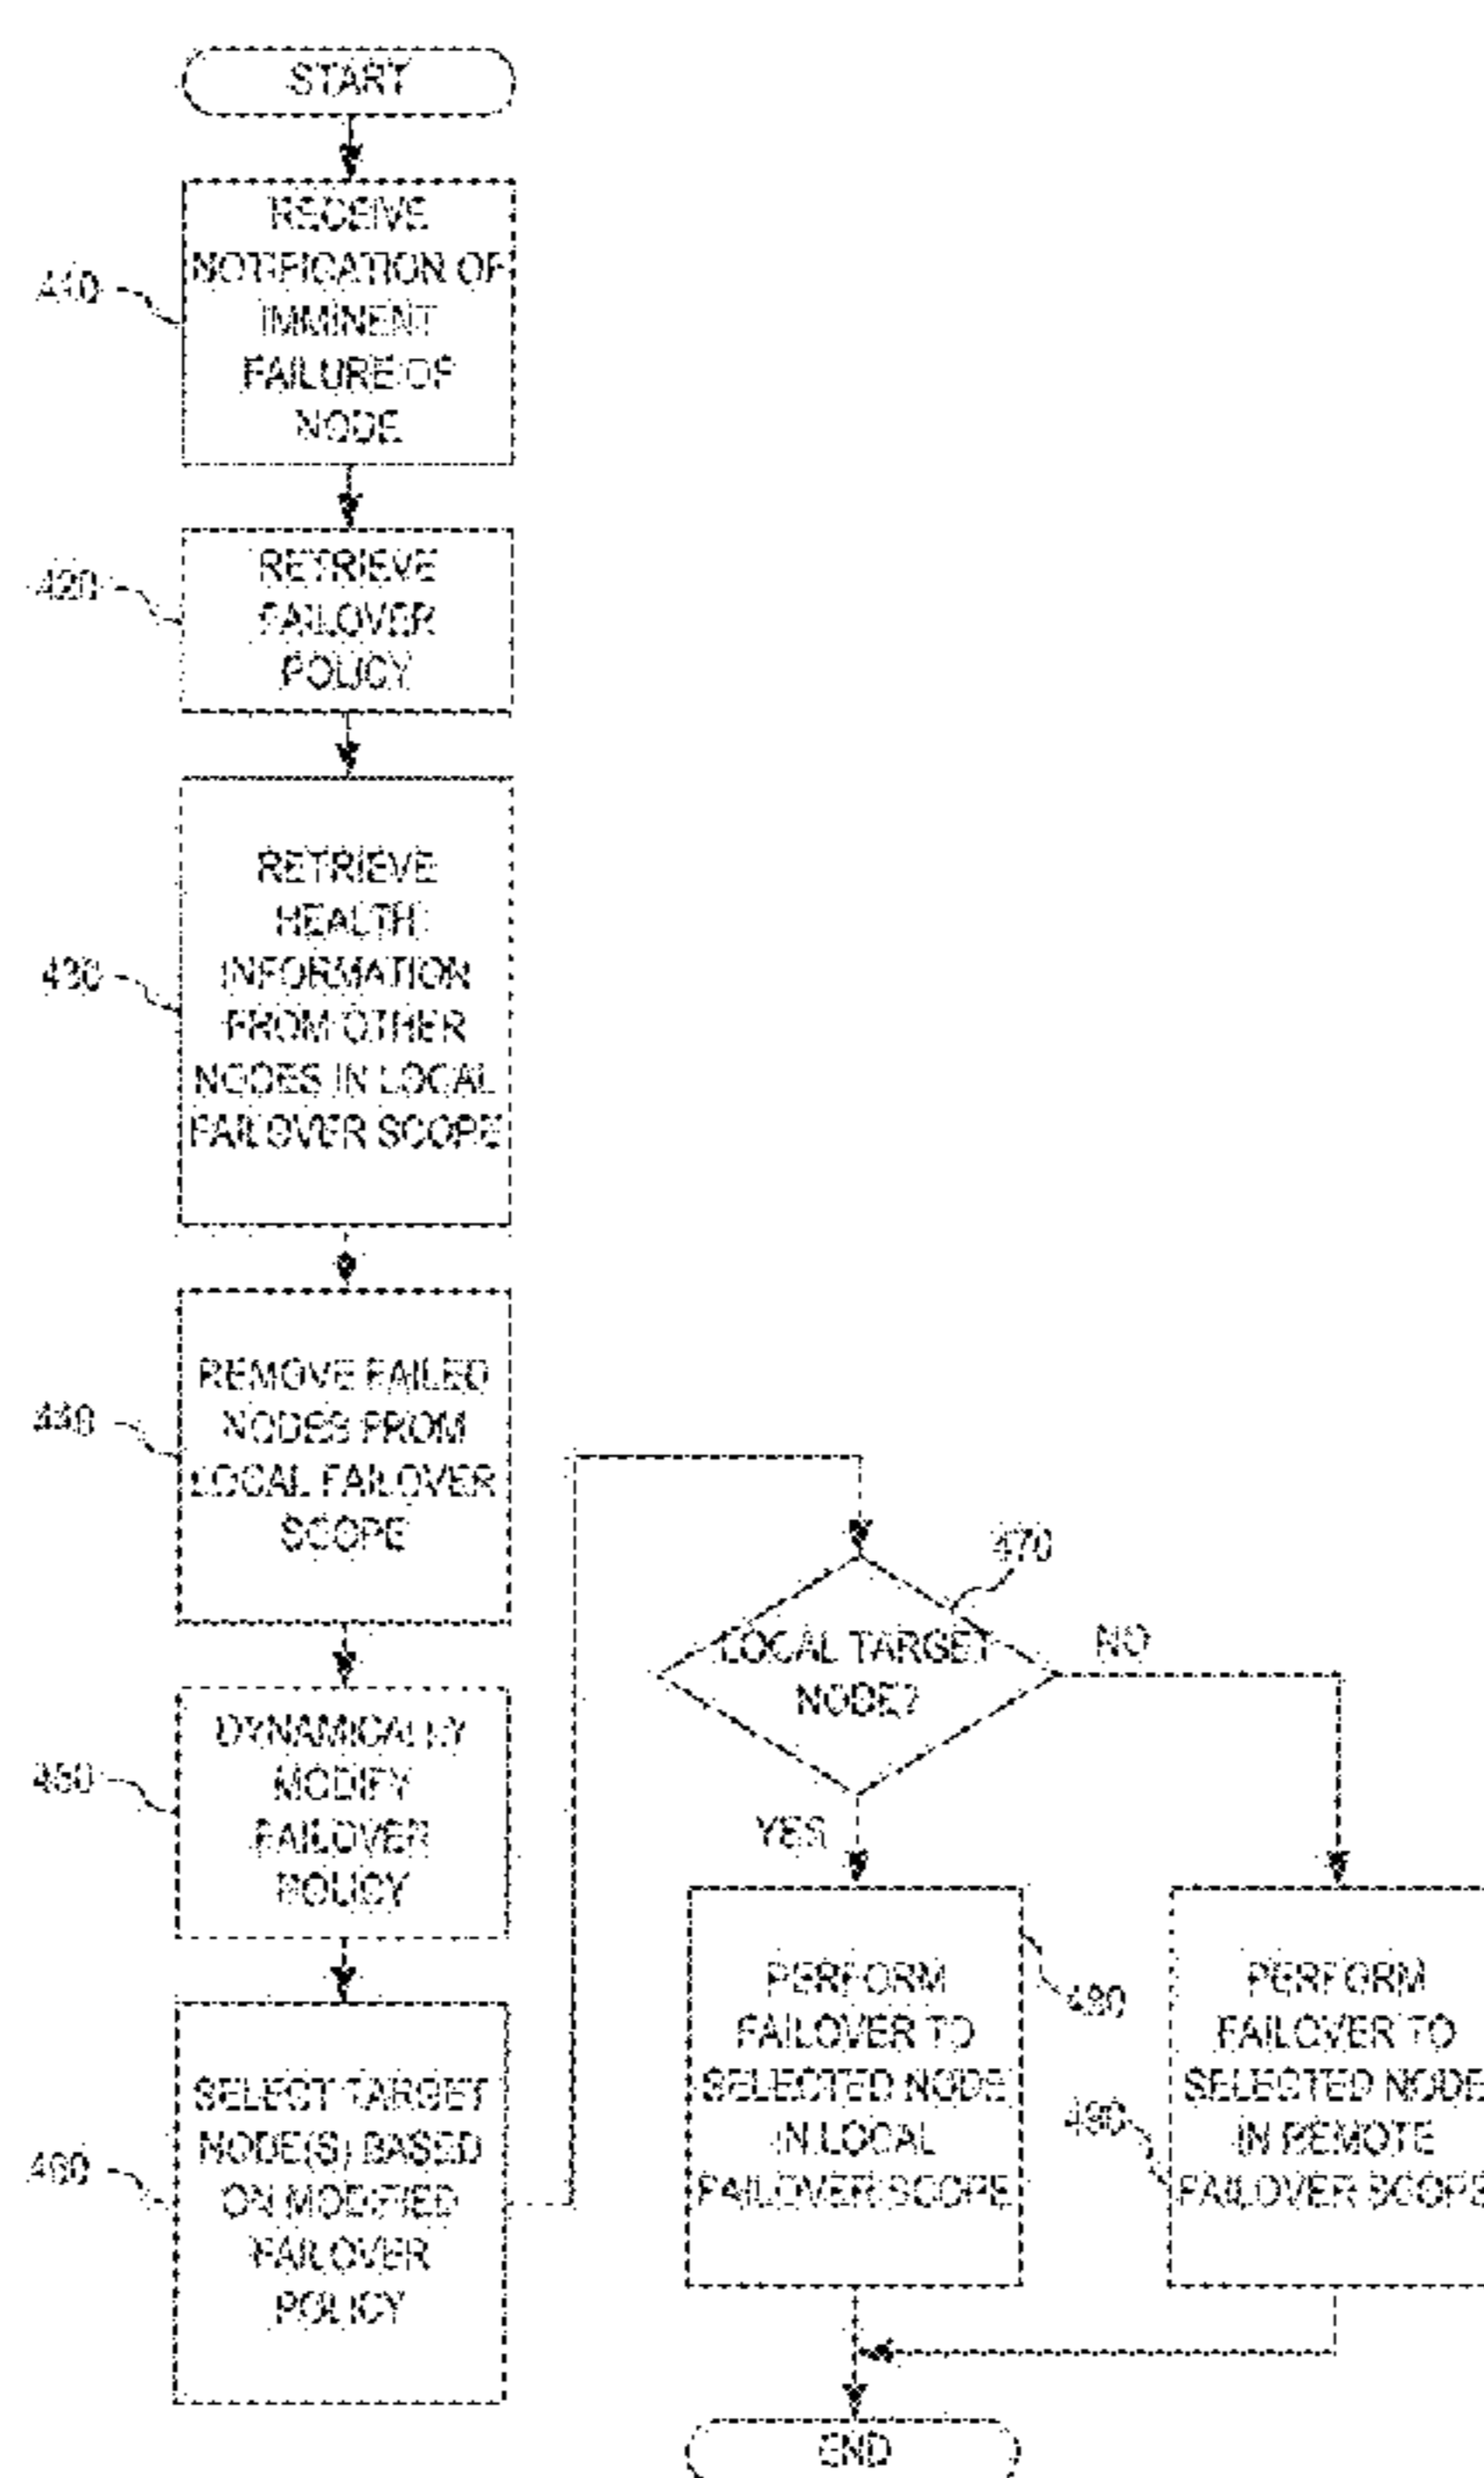 START
RECEIVE
NOTIFICATION OF
IMMINENT
FAILURE OF
NODE
410
RETRIEVE
FAILOVER
POLICY
420
RETRIEVE
HEALTH
INFORMATION
FROM OTHER
NODES IN LOCAL
FAILOVER SCOPE
430
REMOVE FAILED
NODES FROM
LOCAL FAILOVER
SCOPE
440
DYNAMICALLY
MODIFY
FAILOVER
POLICY
450
SELECT TARGET
NODE(S) BASED
ON MODIFIED
FAILOVER
POLICY
460
LOCAL TARGET
NODE?
470
NO
YES
PERFORM
FAILOVER TO
SELECTED NODE
IN LOCAL
FAILOVER SCOPE
480
PERFORM
FAILOVER TO
SELECTED NODE
IN REMOTE
FAILOVER SCOPE
490
END